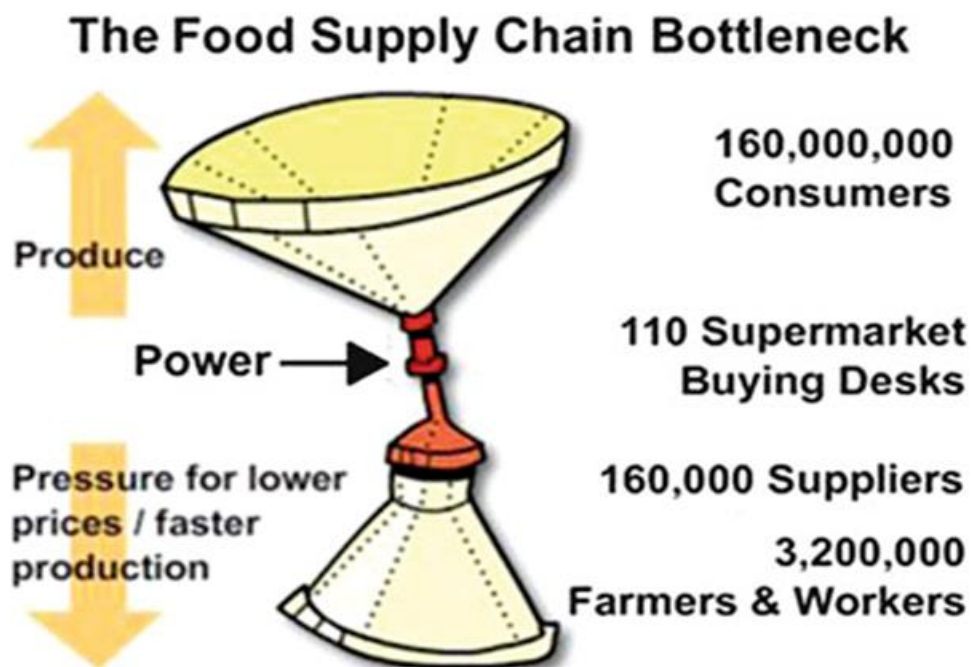 The Food Supply Chain Bottleneck
160,000,000
Consumers
Produce
110 Supermarket
Buying Desks
Power
Pressure for lower
prices / faster
production
160,000 Suppliers
3,200,000
Farmers & Workers